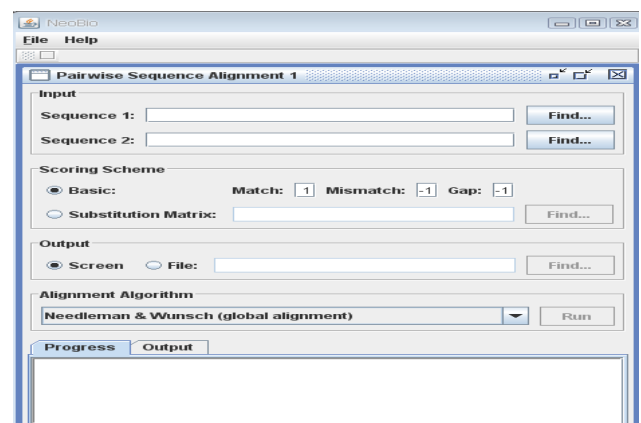 NeoBio
File Help
Pairwise Sequence Alignment 1
Input
Sequence 1: Find...
Sequence 2: Find...
Scoring Scheme
Basic: Match: 1 Mismatch: -1 Gap: -1
Substitution Matrix: Find...
Output
Screen File: Find...
Alignment Algorithm
Needleman & Wunsch (global alignment) Run
Progress Output